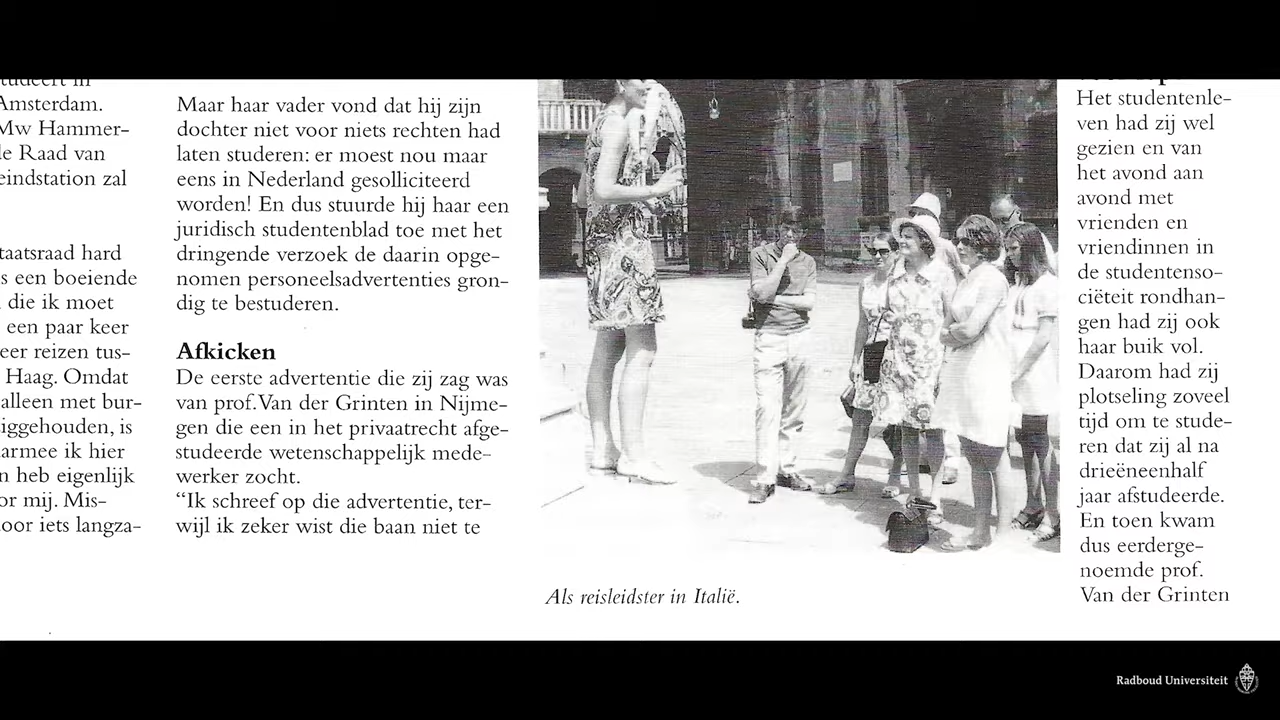 Amsterdam.
Mw Hammer-
de Raad van
eindstation zal
taatsraad hard
s een boeiende
die ik moet
een paar keer
eer reizen tus-
Haag. Omdat
alleen met bur-
iggehouden, is
armee ik hier
n heb eigenlijk
or mij. Mis-
oor iets langza-
Maar haar vader vond dat hij zijn
dochter niet voor niets rechten had
laten studeren: er moest nou maar
eens in Nederland gesolliciteerd
worden! En dus stuurde hij haar een
juridisch studentenblad toe met het
dringende verzoek de daarin opge-
nomen personeelsadvertenties gron-
dig te bestuderen.
Afkicken
De eerste advertentie die zij zag was
van prof.Van der Grinten in Nijme-
gen die een in het privaatrecht afge-
studeerde wetenschappelijk mede-
werker zocht.
“Ik schreef op die advertentie, ter-
wijl ik zeker wist die baan niet te
Als reisleidster in Italië.
Het studentenle-
ven had zij wel
gezien en van
het avond aan
avond met
vrienden en
vriendinnen in
de studentenso-
ciëteit rondhan-
gen had zij ook
haar buik vol.
Daarom had zij
plotseling zoveel
tijd om te stude-
ren dat zij al na
drieëneenhalf
jaar afstudeerde.
En toen kwam
dus eerderge-
noemde prof.
Van der Grinten
Radboud Universiteit